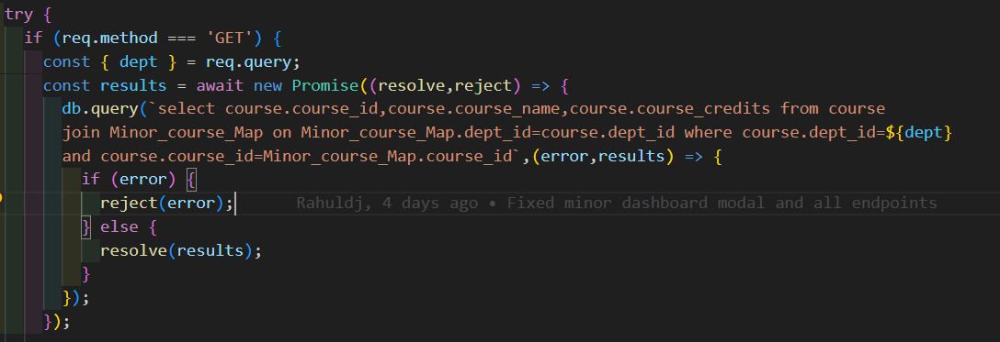 try {
if (req.method === 'GET') {
const { dept } = req.query;
const results = await new Promise((resolve,reject) => {
db.query(`select course.course_id,course.course_name,course.course_credits from course
join Minor_course_Map on Minor_course_Map.dept_id=course.dept_id where course.dept_id=${dept}
and course.course_id=Minor_course_Map.course_id`,(error,results) => {
if (error) {
reject(error); Rahuldj, 4 days ago • Fixed minor dashboard modal and all endpoints
} else {
resolve(results);
}
});
});